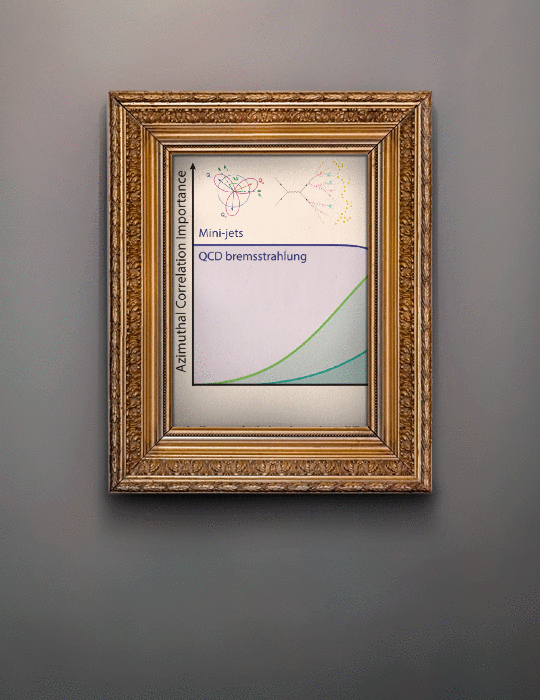 Azimuthal Correlation Importance
Mini-jets
QCD bremsstrahlung